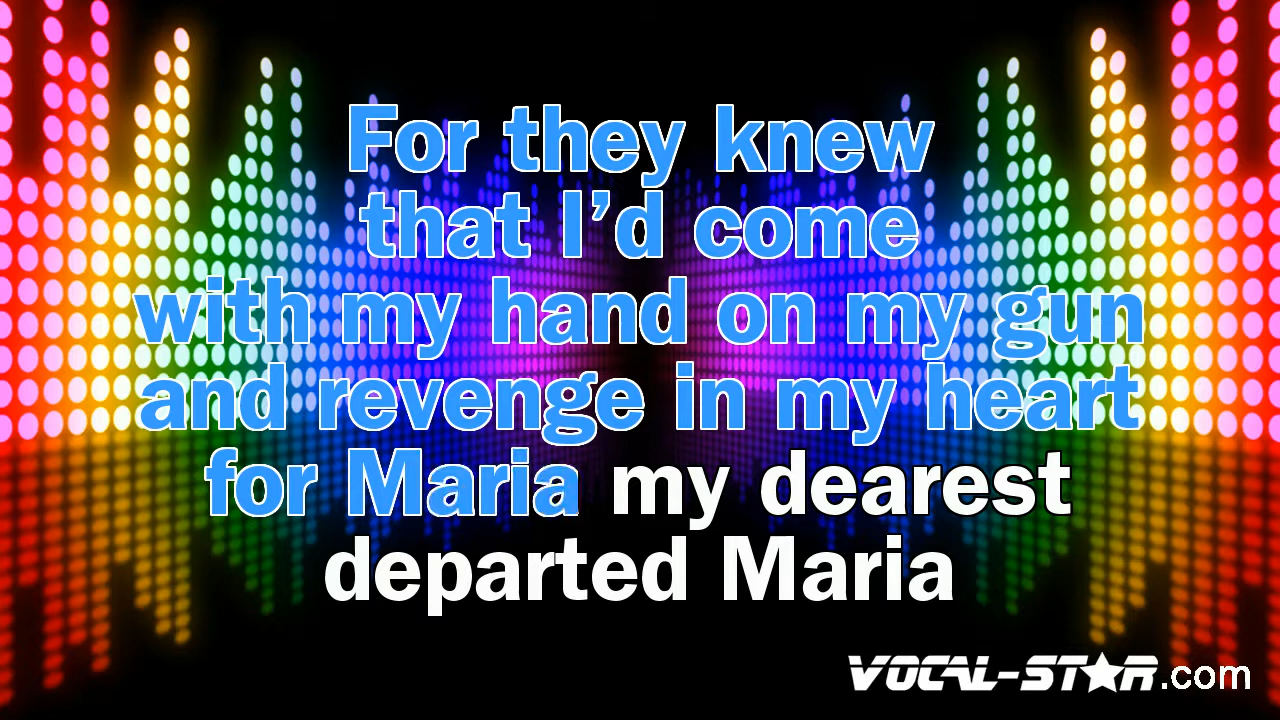 For they knew
that I’d come
with my hand on my gun
and revenge in my heart
for Maria my dearest
departed Maria
VOCAL-STAR.com